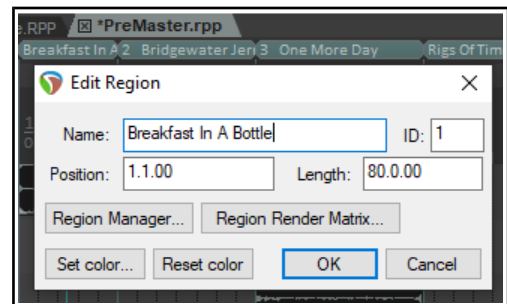 .RPP *PreMaster.rpp
Breakfast In A 2 Bridgewater Jer 3 One More Day Rigs Of Tim
Edit Region
Name: Breakfast In A Bottle ID: 1
Position: 1.1.00 Length: 80.0.00
Region Manager... Region Render Matrix...
Set color... Reset color OK Cancel